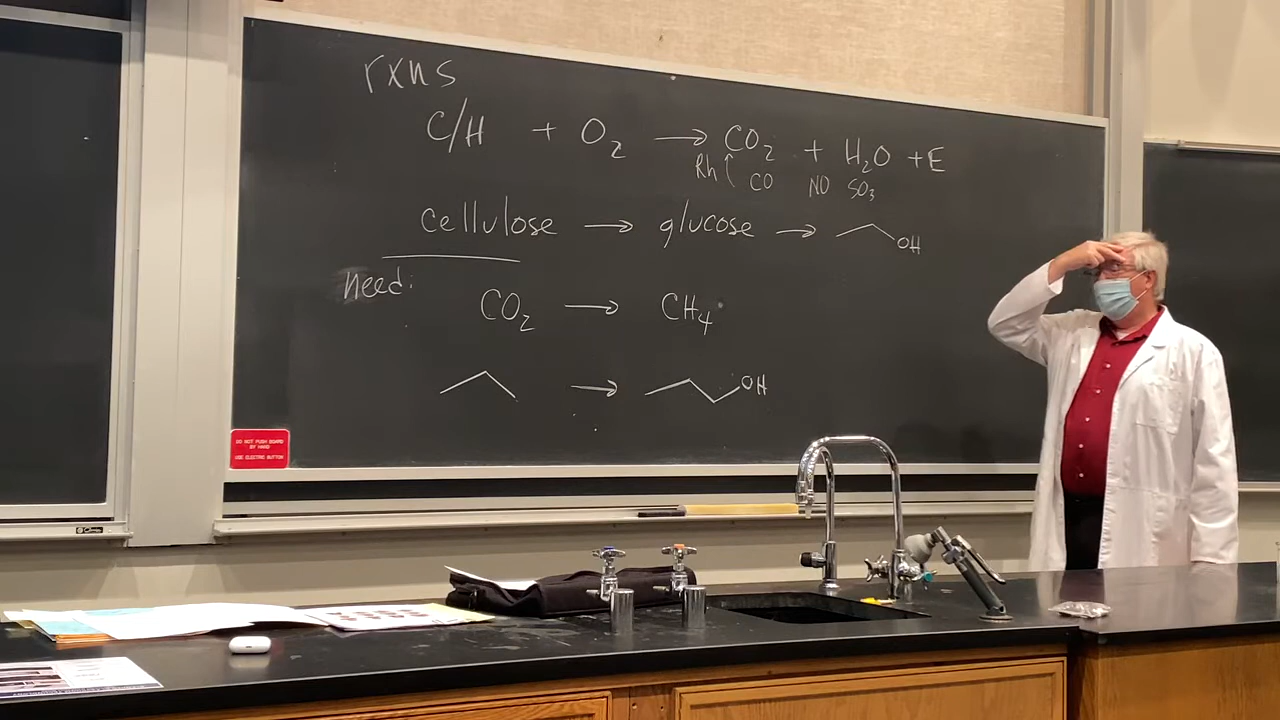 rxns
C/H + O₂ → CO₂ + H₂O + E
Rh CO NO SO₃
cellulose → glucose → OH
need:
CO₂ → CH₄
→ OH
DO NOT PUSH BOARD
BY HAND
USE ELECTRIC BUTTON